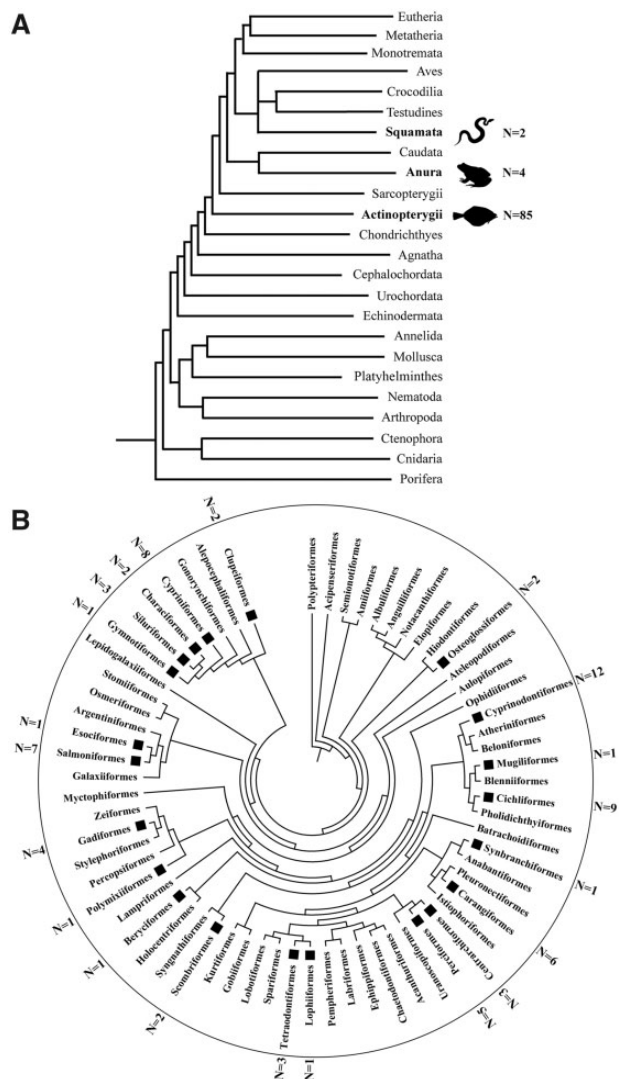 A
Eutheria
Metatheria
Monotremata
Aves
Crocodilia
Testudines
Squamata N=2
Caudata
Anura N=4
Sarcopterygii
Actinopterygii N=85
Chondrichthyes
Agnatha
Cephalochordata
Urochordata
Echinodermata
Annelida
Mollusca
Platyhelminthes
Nematoda
Arthropoda
Ctenophora
Cnidaria
Porifera
B
Polypteriformes
Acipenseriformes
Semionotiformes
Amiiformes
Albuliformes
Anguilliformes
Notacanthiformes
Elopiformes
Hiodontiformes
Osteoglossiformes
N=2
Ateleopodiformes
Aulopiformes
Ophidiiformes
Cyprinodontiformes
N=12
Atheriniformes
Beloniformes
Mugiliformes
N=1
Blenniiformes
Cichliformes
N=9
Pholidichthyiformes
Batrachoidiformes
Synbranchiformes
N=1
Anabantiformes
Pleuronectiformes
Carangiformes
N=6
Istiophoriformes
Centrarchiformes
N=3
Perciformes
N=5
Uranoscopiformes
Acanthuriformes
Chaetodontiformes
Ephippiformes
Labriformes
Pempheriformes
Lophiiformes
N=1
Tetraodontiformes
N=3
Spariformes
Lobotiformes
Gobiiformes
Kurtiformes
Scombriformes
N=2
Syngnathiformes
Holocentriformes
Beryciformes
N=1
Lampriformes
Polymixiiformes
N=1
Percopsiformes
Stylephoriformes
Gadiformes
N=4
Zeiformes
Myctophiformes
Galaxiiformes
Salmoniformes
N=7
Esociformes
N=1
Argentiniformes
Osmeriformes
Stomiiformes
Lepidogalaxiiformes
Gymnotiformes
N=1
Siluriformes
N=3
Characiformes
N=2
Cypriniformes
N=8
Gonorynchiformes
Alepocephaliformes
Clupeiformes
N=2